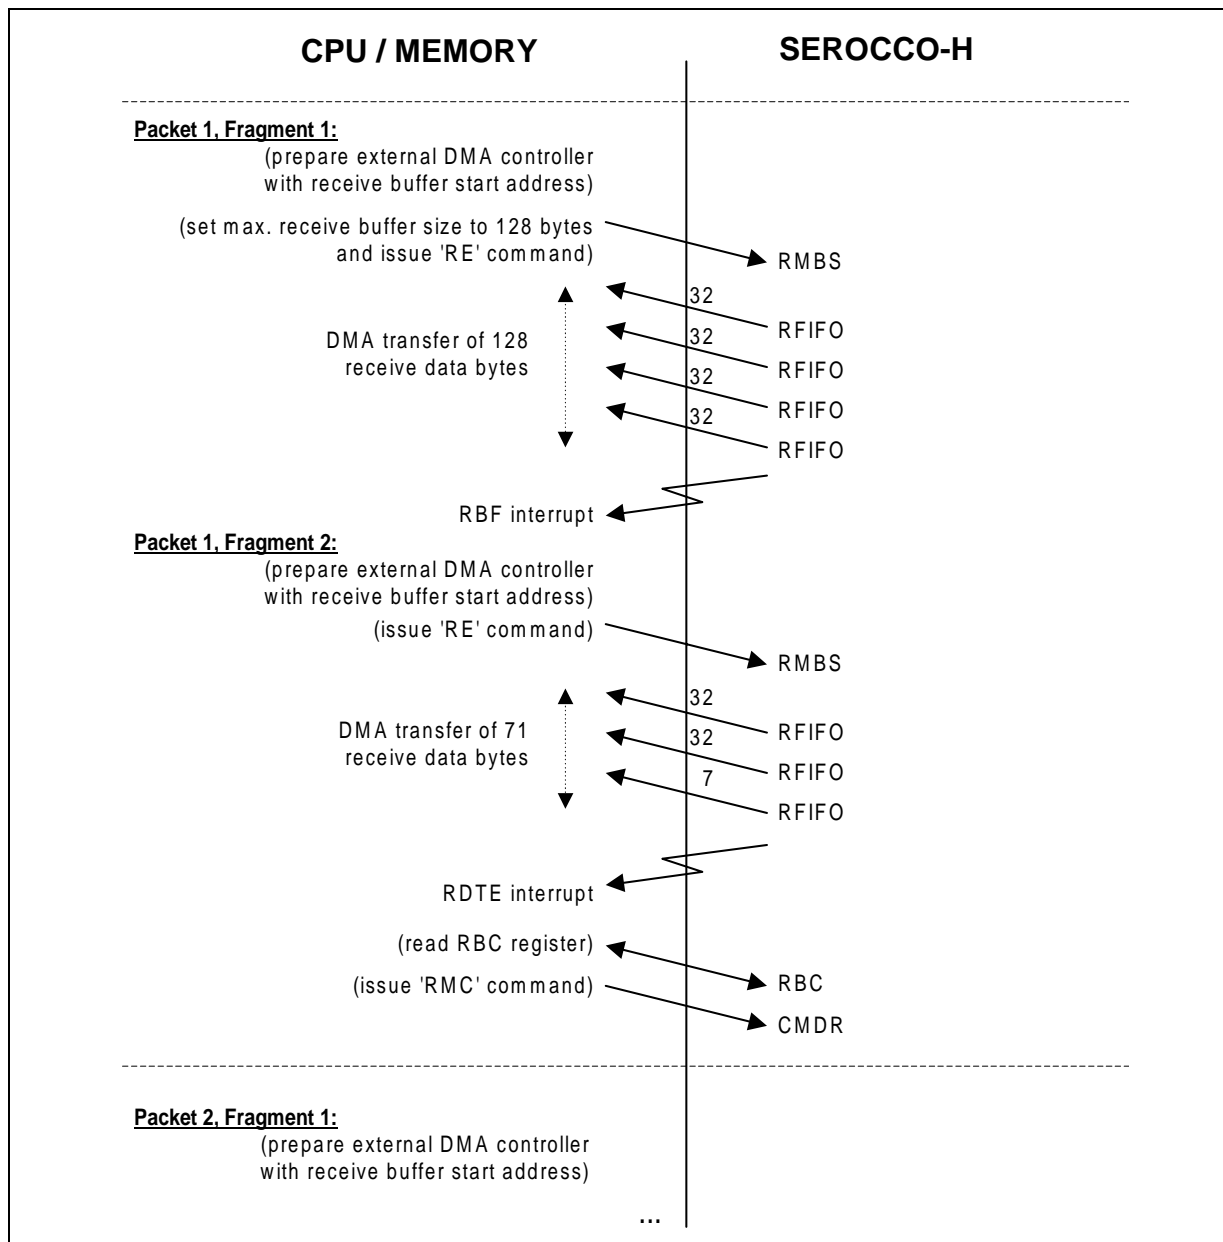 CPU / MEMORY
SEROCCO-H
Packet 1, Fragment 1:
(prepare external DMA controller
with receive buffer start address)
(set max. receive buffer size to 128 bytes
and issue 'RE' command)
RMBS
32
RFIFO
DMA transfer of 128
receive data bytes
32
RFIFO
32
RFIFO
32
RFIFO
RBF interrupt
Packet 1, Fragment 2:
(prepare external DMA controller
with receive buffer start address)
(issue 'RE' command)
RMBS
32
RFIFO
DMA transfer of 71
receive data bytes
32
RFIFO
7
RFIFO
RDTE interrupt
(read RBC register)
RBC
(issue 'RMC' command)
CMDR
Packet 2, Fragment 1:
(prepare external DMA controller
with receive buffer start address)
...